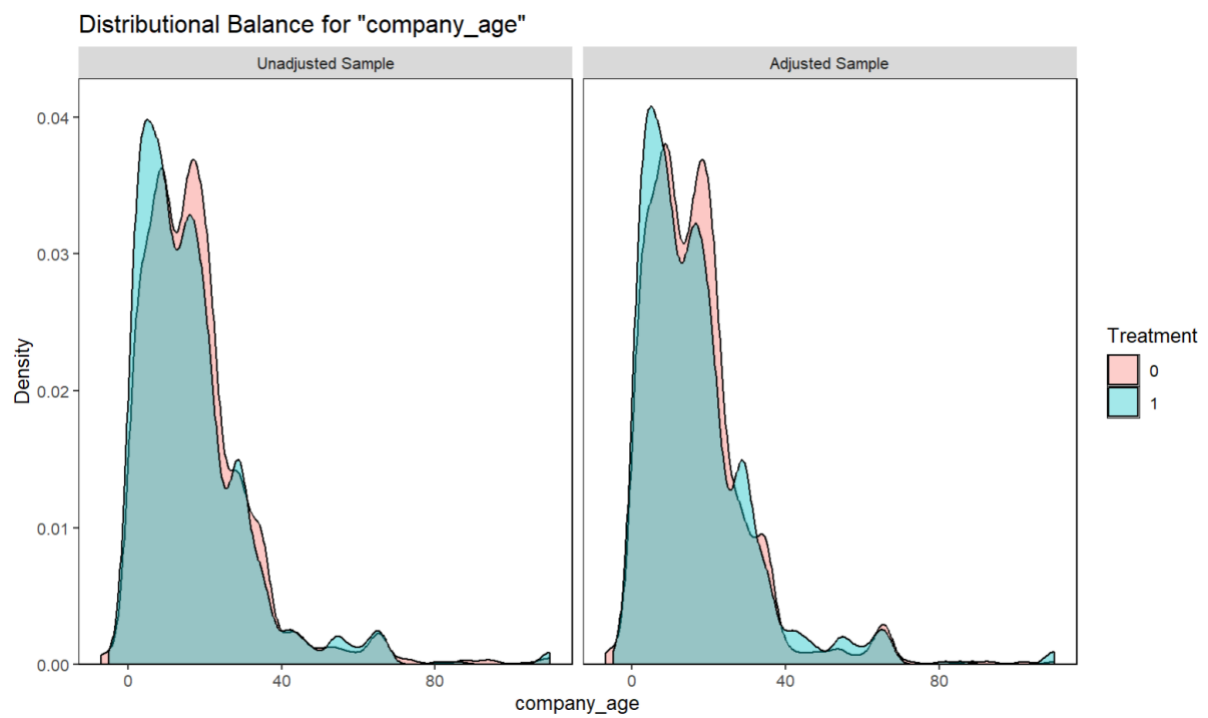 Distributional Balance for "company_age"
Unadjusted Sample
Adjusted Sample
0.04
0.03
0.02
0.01
0.00
Density
0
40
80
0
40
80
company_age
Treatment
0
1